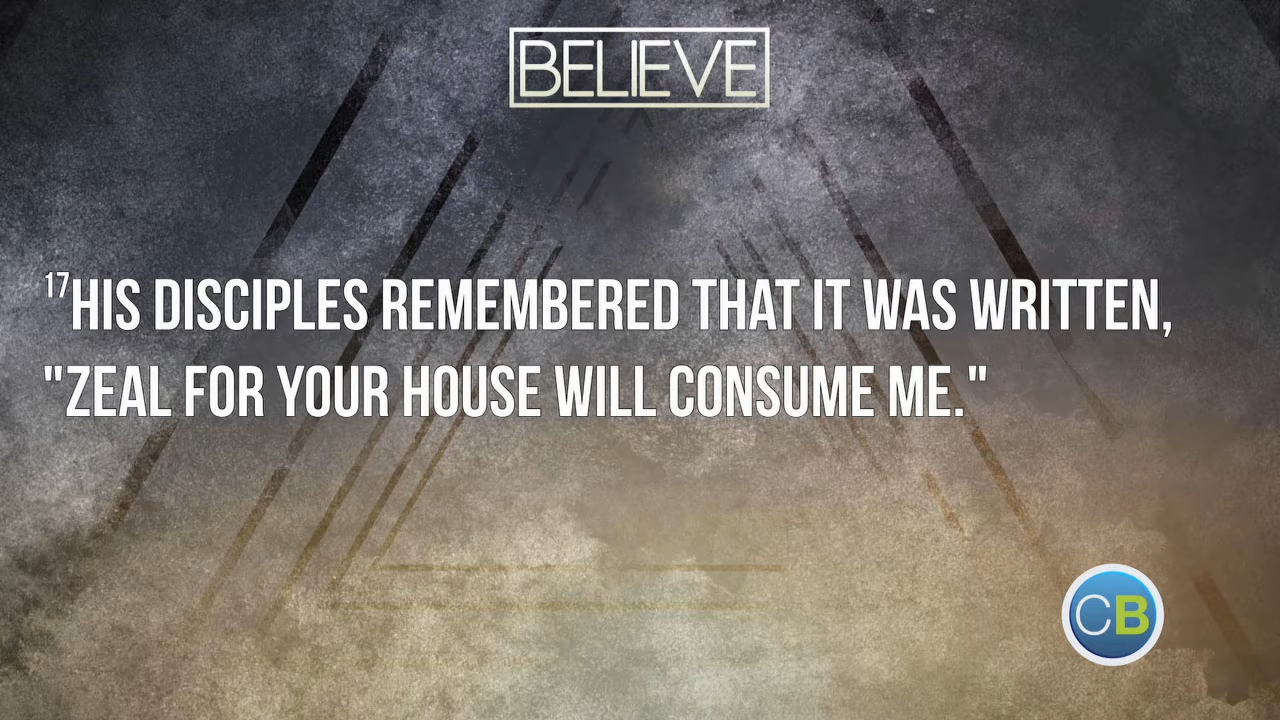 BELIEVE
17HIS DISCIPLES REMEMBERED THAT IT WAS WRITTEN,
"ZEAL FOR YOUR HOUSE WILL CONSUME ME."
CB